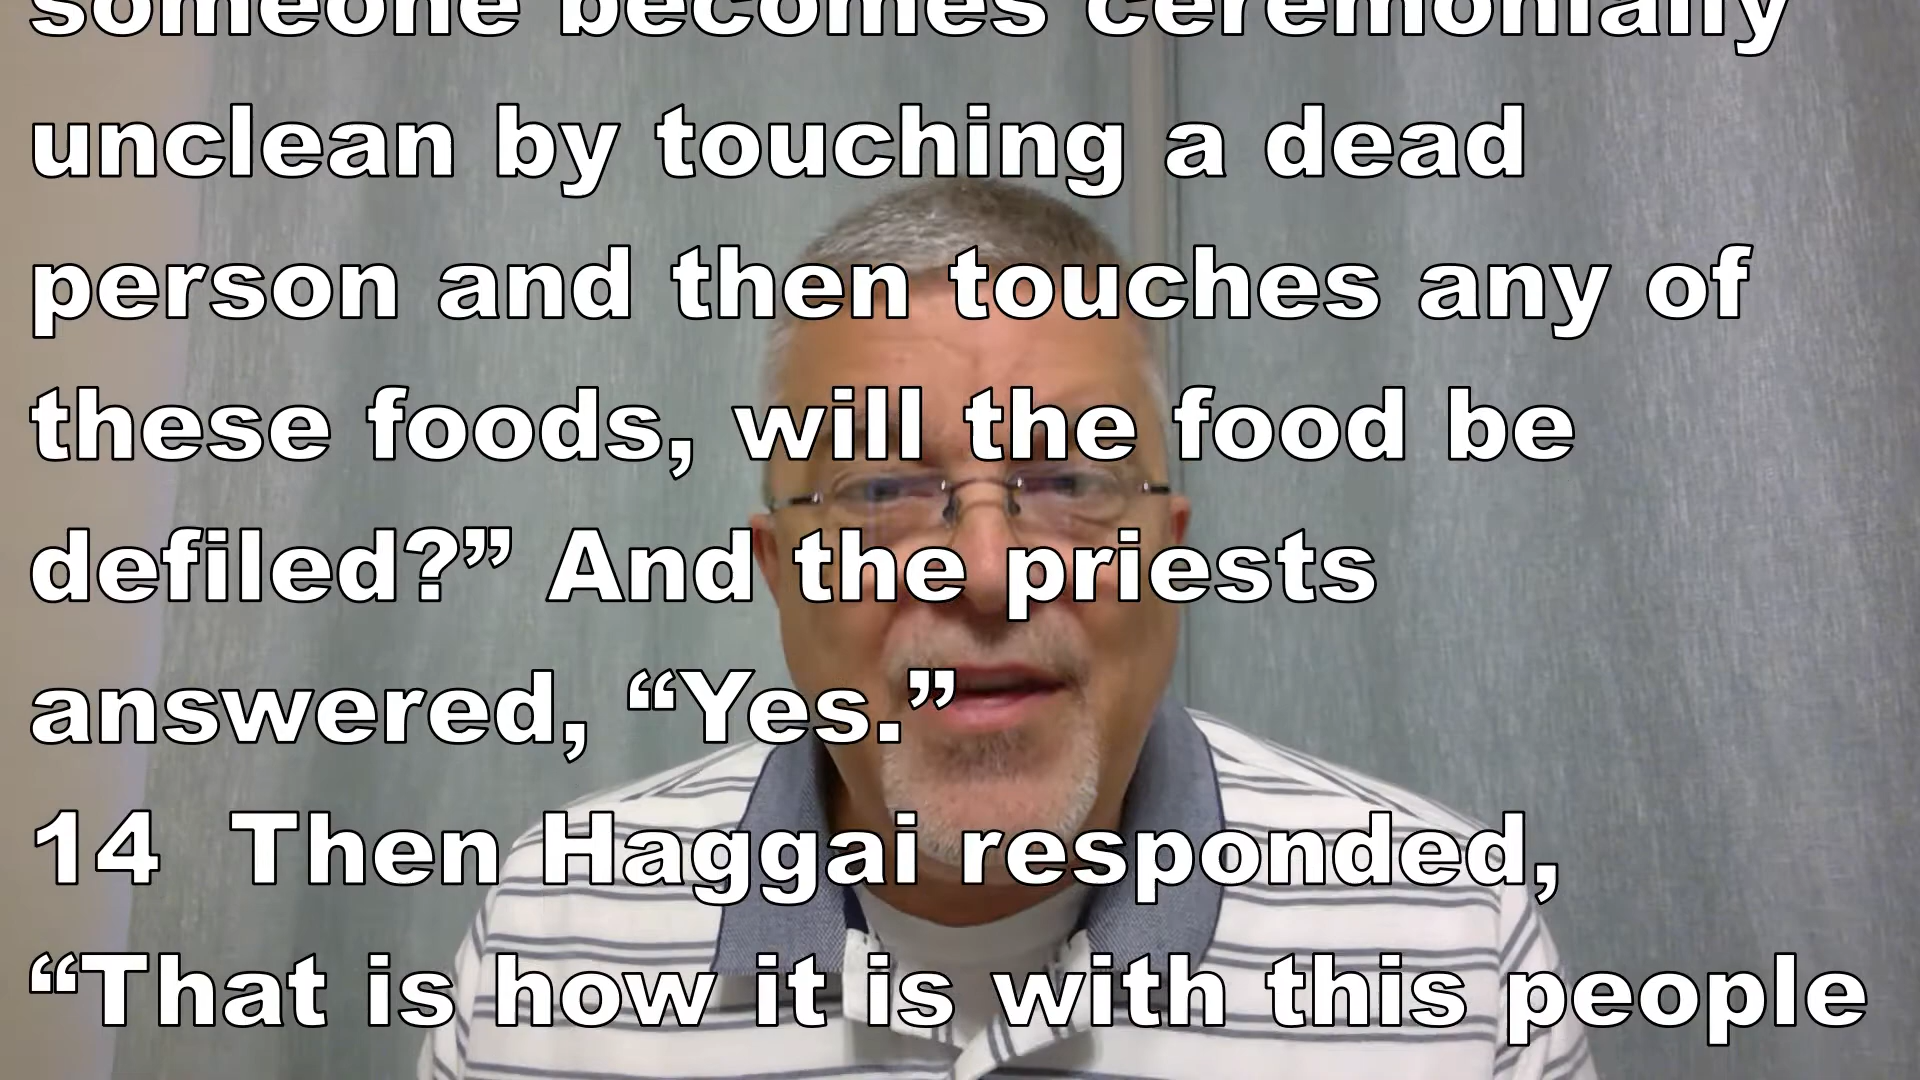 someone becomes ceremonially
unclean by touching a dead
person and then touches any of
these foods, will the food be
defiled?” And the priests
answered, “Yes.”
14  Then Haggai responded,
“That is how it is with this people